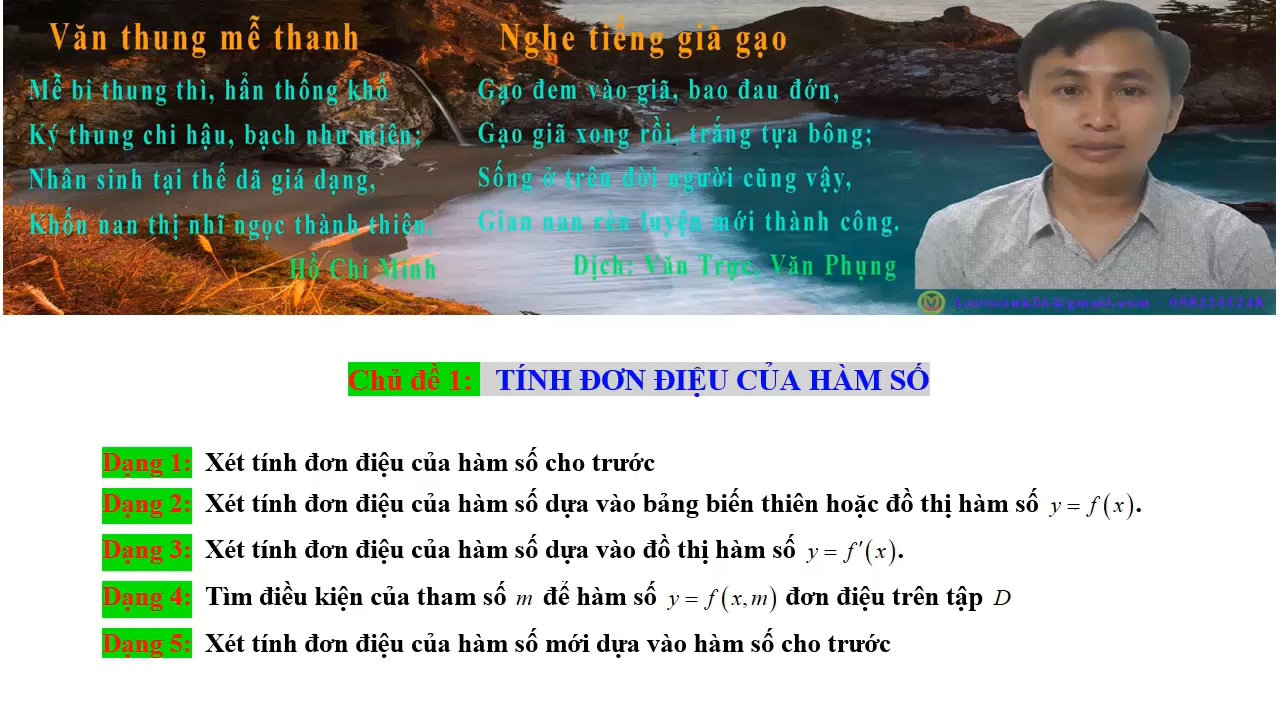 Văn thung mễ thanh
Mễ bị thung thì, hẩn thống khổ
Ký thung chi hậu, bạch như miên;
Nhân sinh tại thế dã giá dạng,
Khốn nan thị nhĩ ngọc thành thiên.
Hồ Chí Minh
Nghe tiếng giã gạo
Gạo đem vào giã, bao đau đớn,
Gạo giã xong rồi, trắng tựa bông;
Sống ở trên đời người cũng vậy,
Gian nan rèn luyện mới thành công.
Dịch: Văn Trực, Văn Phụng
Chủ đề 1: TÍNH ĐƠN ĐIỆU CỦA HÀM SỐ
Dạng 1: Xét tính đơn điệu của hàm số cho trước
Dạng 2: Xét tính đơn điệu của hàm số dựa vào bảng biến thiên hoặc đồ thị hàm số y = f(x).
Dạng 3: Xét tính đơn điệu của hàm số dựa vào đồ thị hàm số y = f'(x).
Dạng 4: Tìm điều kiện của tham số m để hàm số y = f(x,m) đơn điệu trên tập D
Dạng 5: Xét tính đơn điệu của hàm số mới dựa vào hàm số cho trước